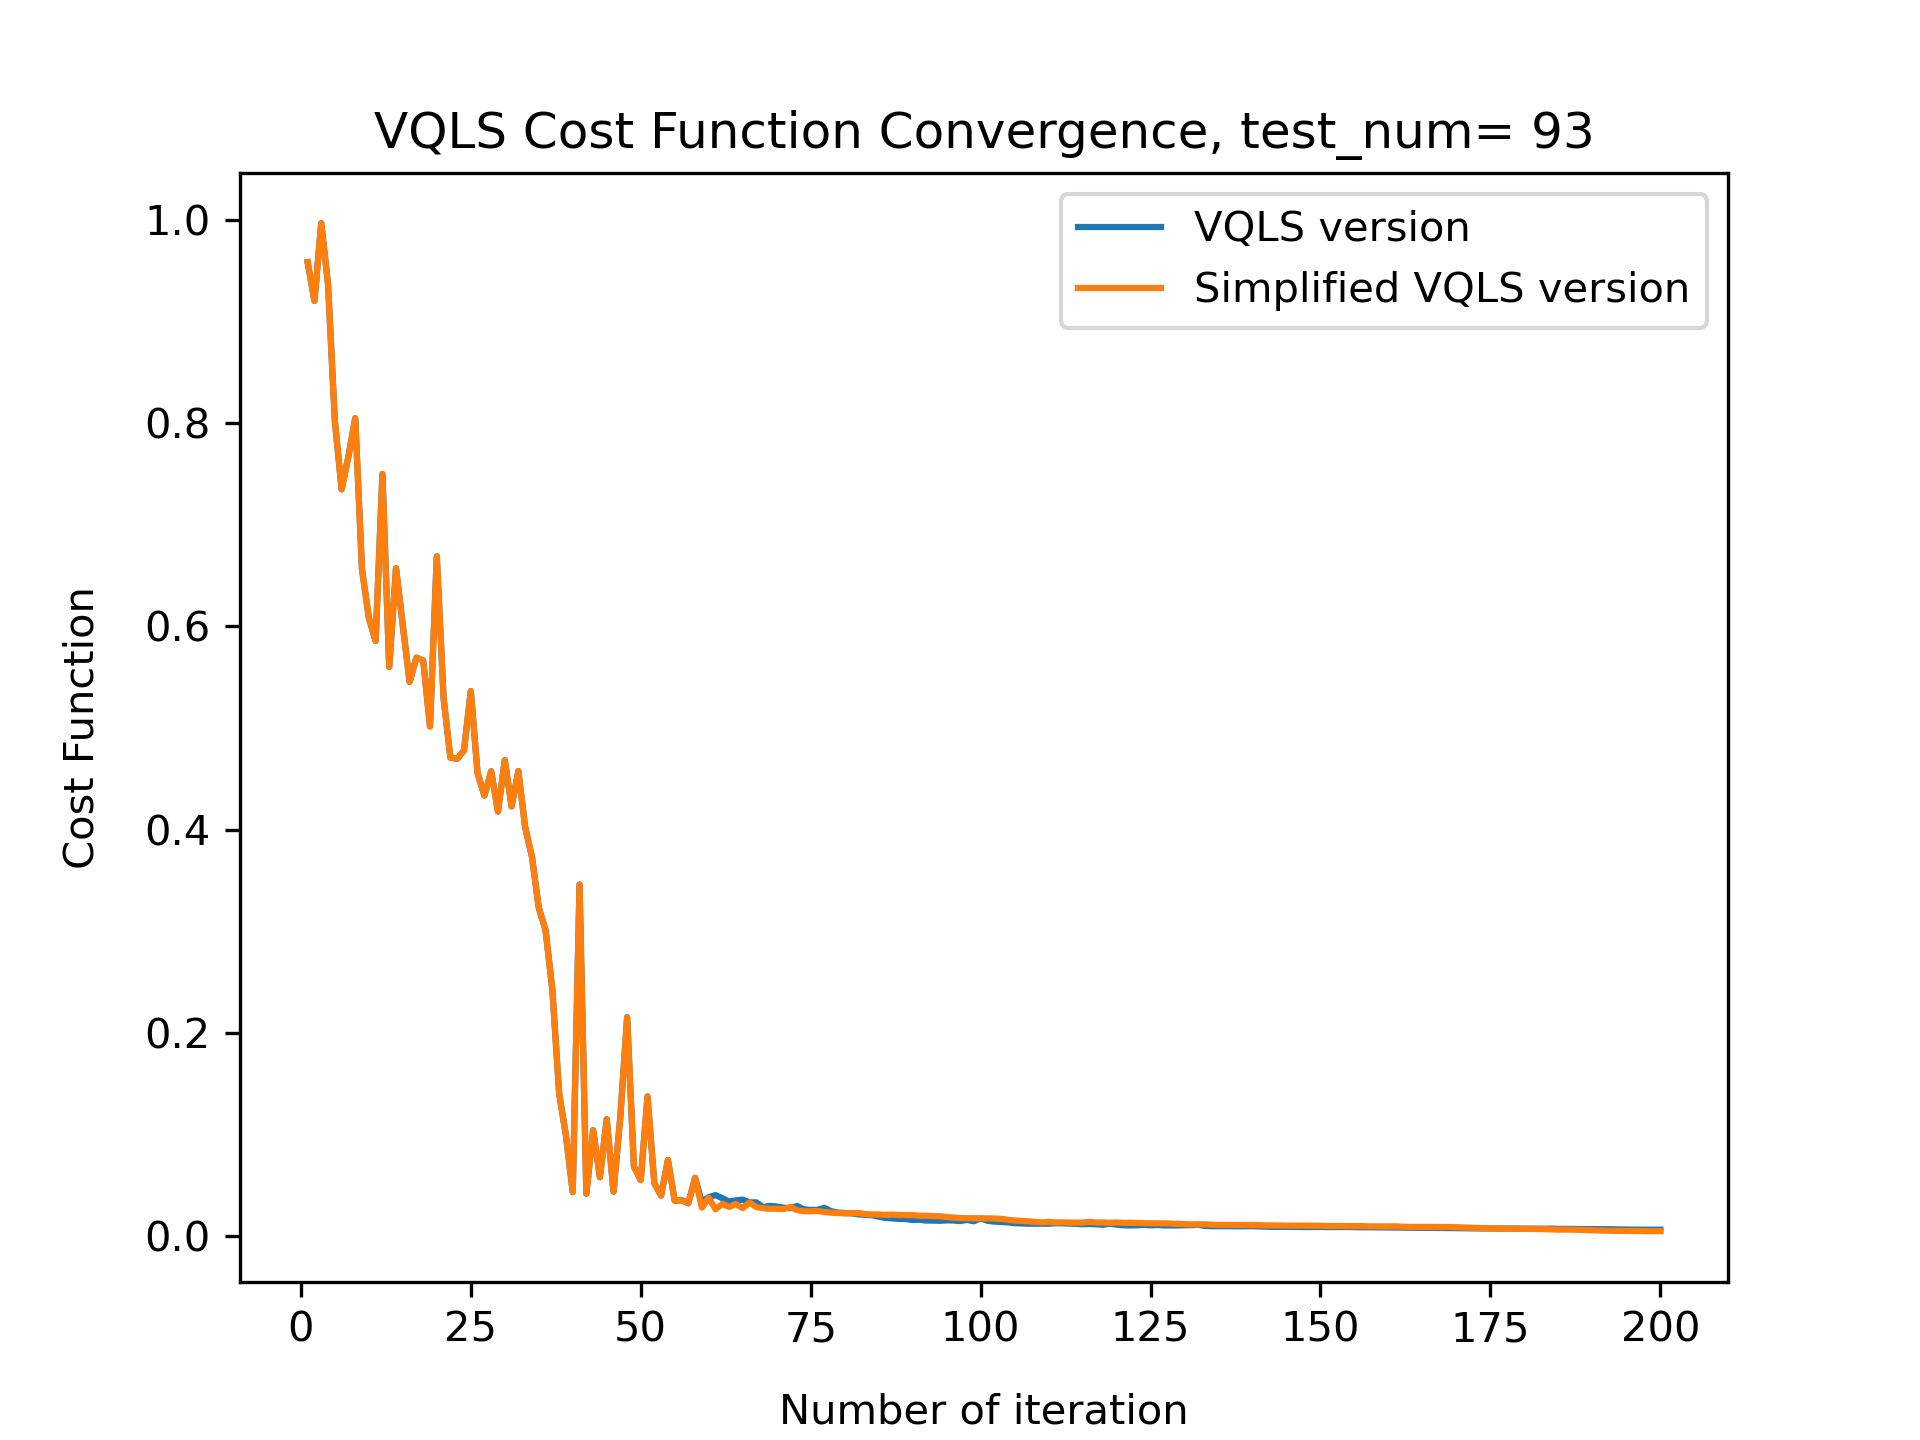 VQLS Cost Function Convergence, test_num= 93
VQLS version
Simplified VQLS version
1.0
0.8
0.6
0.4
0.2
0.0
Cost Function
0 25 50 75 100 125 150 175 200
Number of iteration